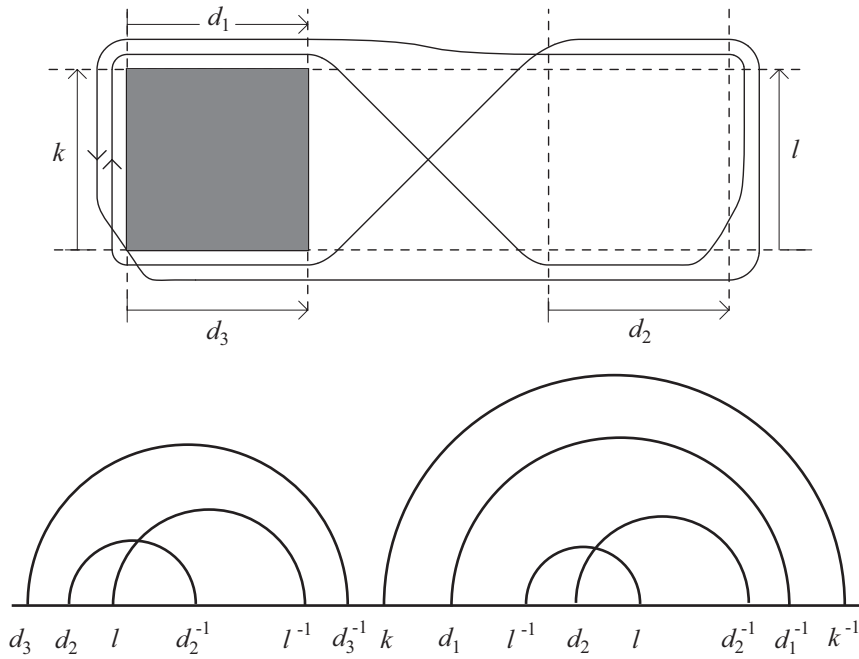 d₁
k
l
d₃
d₂
d₃ d₂ l d₂⁻¹ l⁻¹ d₃⁻¹ k d₁ l⁻¹ d₂ l d₂⁻¹ d₁⁻¹ k⁻¹